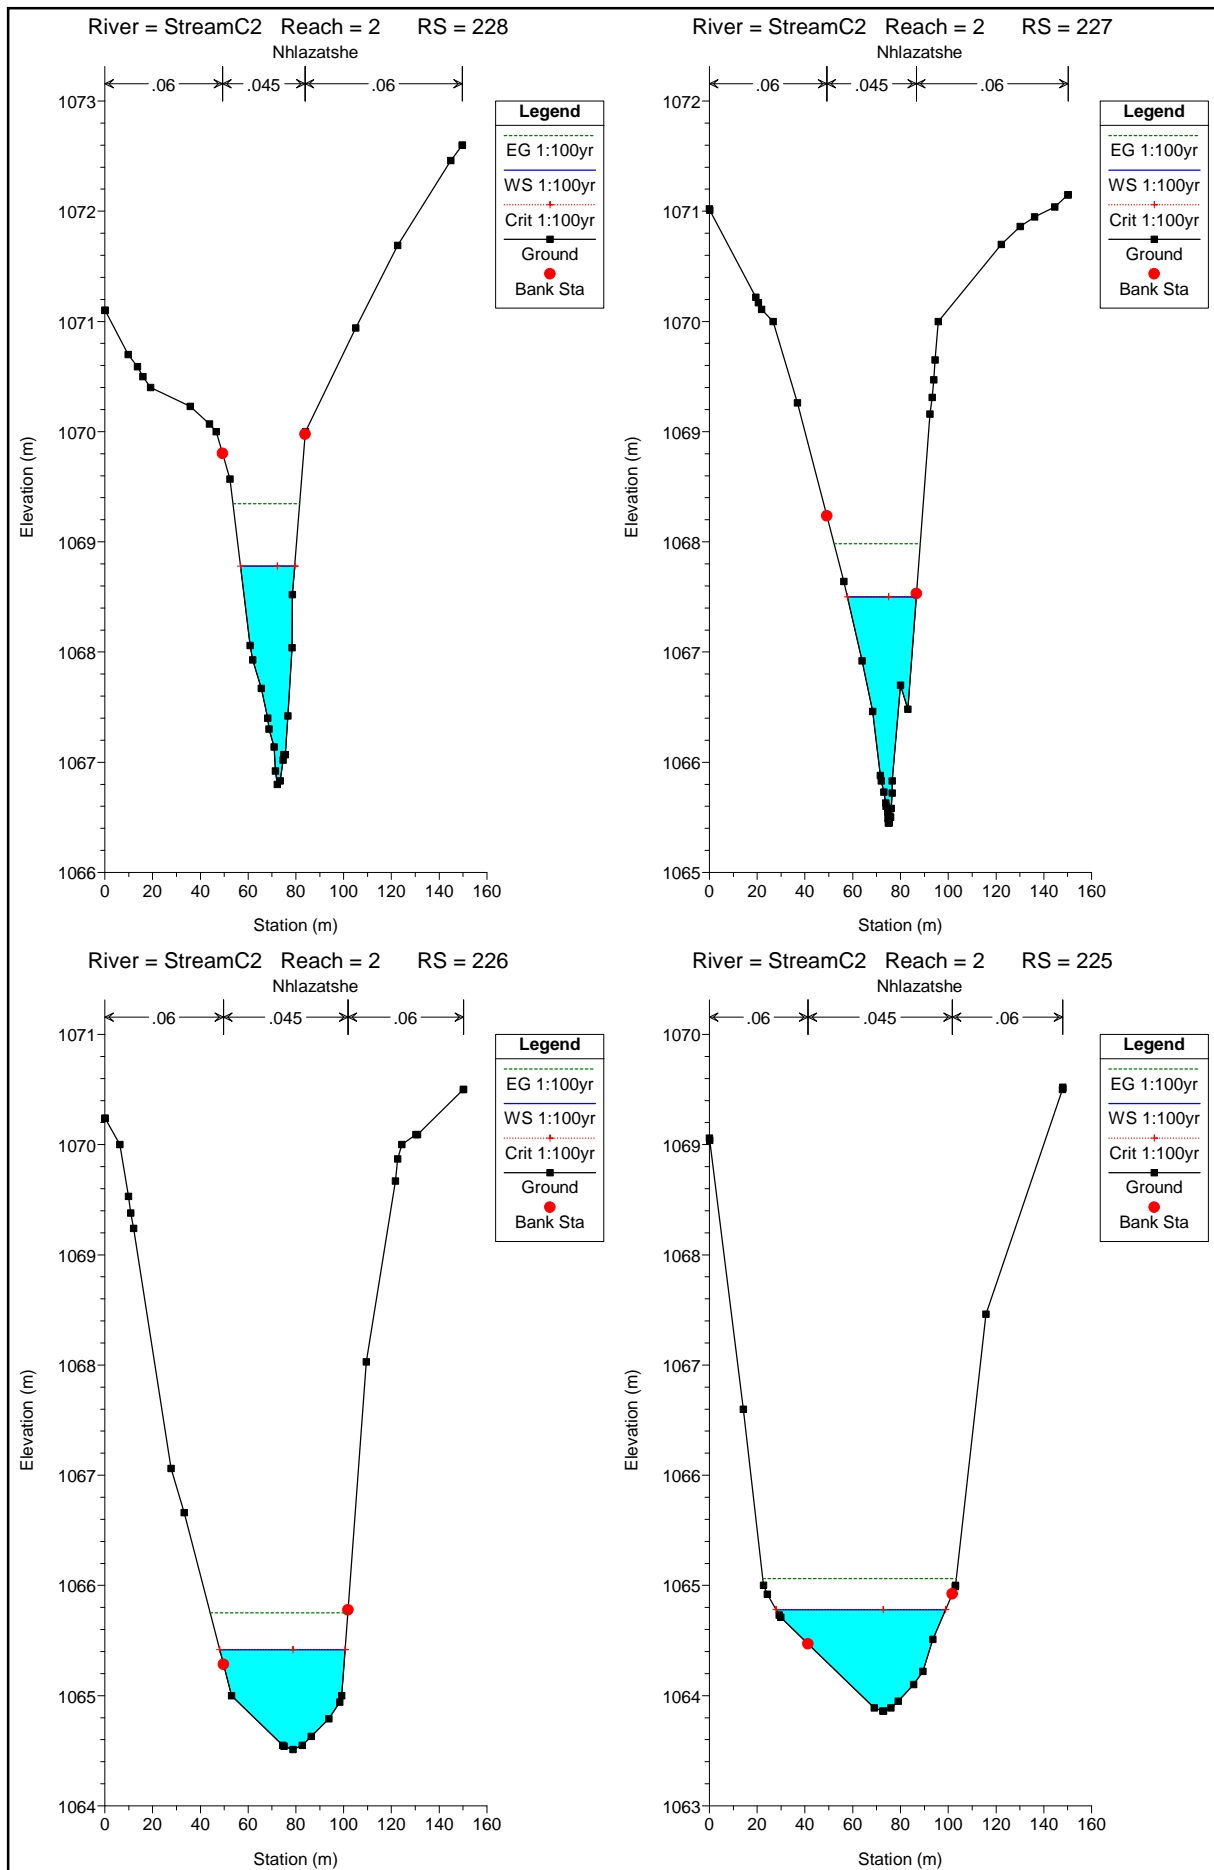 River = StreamC2 Reach = 2 RS = 228
Nhlazatshe
.06 .045 .06
Legend
EG 1:100yr
WS 1:100yr
Crit 1:100yr
Ground
Bank Sta
1073
1072
1071
1070
1069
1068
1067
1066
Elevation (m)
0 20 40 60 80 100 120 140 160
Station (m)
River = StreamC2 Reach = 2 RS = 227
Nhlazatshe
.06 .045 .06
Legend
EG 1:100yr
WS 1:100yr
Crit 1:100yr
Ground
Bank Sta
1072
1071
1070
1069
1068
1067
1066
1065
Elevation (m)
0 20 40 60 80 100 120 140 160
Station (m)
River = StreamC2 Reach = 2 RS = 226
Nhlazatshe
.06 .045 .06
Legend
EG 1:100yr
WS 1:100yr
Crit 1:100yr
Ground
Bank Sta
1071
1070
1069
1068
1067
1066
1065
1064
Elevation (m)
0 20 40 60 80 100 120 140 160
Station (m)
River = StreamC2 Reach = 2 RS = 225
Nhlazatshe
.06 .045 .06
Legend
EG 1:100yr
WS 1:100yr
Crit 1:100yr
Ground
Bank Sta
1070
1069
1068
1067
1066
1065
1064
1063
Elevation (m)
0 20 40 60 80 100 120 140 160
Station (m)